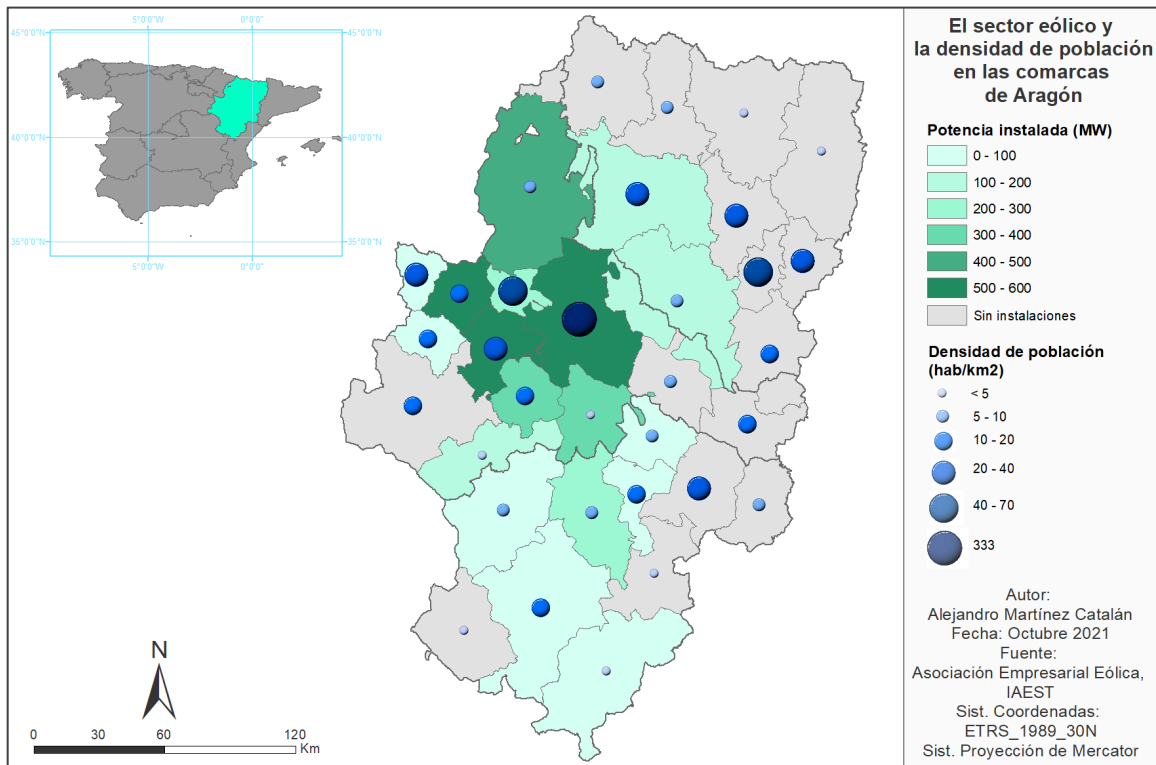 El sector eólico y
la densidad de población
en las comarcas
de Aragón
Potencia instalada (MW)
0 - 100
100 - 200
200 - 300
300 - 400
400 - 500
500 - 600
Sin instalaciones
Densidad de población
(hab/km2)
< 5
5 - 10
10 - 20
20 - 40
40 - 70
333
Autor:
Alejandro Martínez Catalán
Fecha: Octubre 2021
Fuente:
Asociación Empresarial Eólica,
IAEST
Sist. Coordenadas:
ETRS_1989_30N
Sist. Proyección de Mercator
5°0'0"W
0°0'0"
45°0'0"N
45°0'0"N
40°0'0"N
40°0'0"N
35°0'0"N
35°0'0"N
5°0'0"W
0°0'0"
N
0 30 60 120
Km